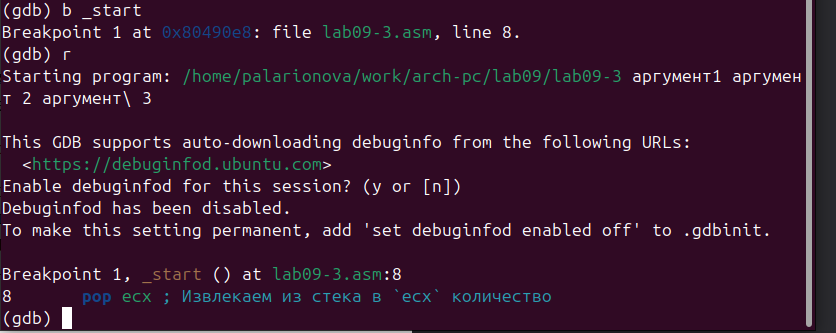 (gdb) b _start
Breakpoint 1 at 0x80490e8: file lab09-3.asm, line 8.
(gdb) r
Starting program: /home/palarionova/work/arch-pc/lab09/lab09-3 аргумент1 аргумен
т 2 аргумент\ 3
This GDB supports auto-downloading debuginfo from the following URLs:
<https://debuginfod.ubuntu.com>
Enable debuginfod for this session? (y or [n])
Debuginfod has been disabled.
To make this setting permanent, add 'set debuginfod enabled off' to .gdbinit.
Breakpoint 1, _start () at lab09-3.asm:8
8 pop ecx ; Извлекаем из стека в `ecx` количество
(gdb)